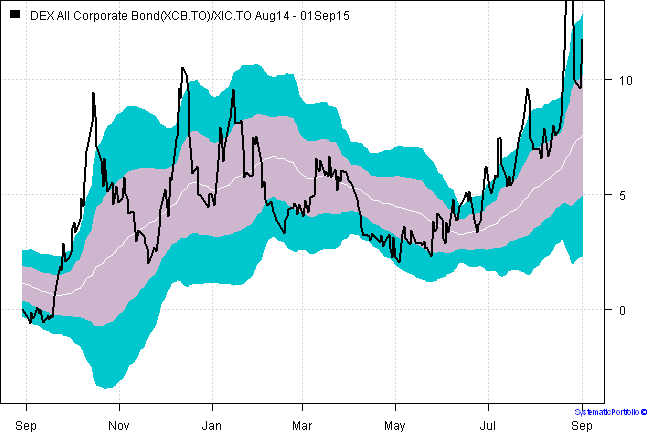 DEX All Corporate Bond(XCB.TO)/XIC.TO Aug14 - 01Sep15
10
5
0
Sep Nov Jan Mar May Jul Sep
SystematicPortfolio ©